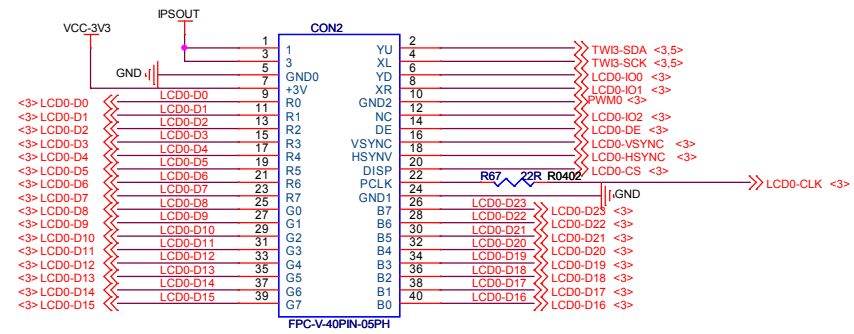 IPSOUT
VCC-3V3
CON2
1 1 YU 2 TWI3-SDA <3,5>
3 3 XL 4 TWI3-SCK <3,5>
GND 5 GND0 YD 6 LCD0-IO0 <3>
7 +3V XR 8 LCD0-IO1 <3>
<3> LCD0-D0 LCD0-D0 9 R0 GND2 10 PWM0 <3>
<3> LCD0-D1 LCD0-D1 11 R1 NC 12 LCD0-IO2 <3>
<3> LCD0-D2 LCD0-D2 13 R2 DE 14 LCD0-DE <3>
<3> LCD0-D3 LCD0-D3 15 R3 VSYNC 16 LCD0-VSYNC <3>
<3> LCD0-D4 LCD0-D4 17 R4 HSYNV 18 LCD0-HSYNC <3>
<3> LCD0-D5 LCD0-D5 19 R5 DISP 20 LCD0-CS <3>
<3> LCD0-D6 LCD0-D6 21 R6 PCLK 22 R67 22R R0402 LCD0-CLK <3>
<3> LCD0-D7 LCD0-D7 23 R7 GND1 24 GND
<3> LCD0-D8 LCD0-D8 25 G0 B7 26 LCD0-D23 LCD0-D23 <3>
<3> LCD0-D9 LCD0-D9 27 G1 B6 28 LCD0-D22 LCD0-D22 <3>
<3> LCD0-D10 LCD0-D10 29 G2 B5 30 LCD0-D21 LCD0-D21 <3>
<3> LCD0-D11 LCD0-D11 31 G3 B4 32 LCD0-D20 LCD0-D20 <3>
<3> LCD0-D12 LCD0-D12 33 G4 B3 34 LCD0-D19 LCD0-D19 <3>
<3> LCD0-D13 LCD0-D13 35 G5 B2 36 LCD0-D18 LCD0-D18 <3>
<3> LCD0-D14 LCD0-D14 37 G6 B1 38 LCD0-D17 LCD0-D17 <3>
<3> LCD0-D15 LCD0-D15 39 G7 B0 40 LCD0-D16 LCD0-D16 <3>
FPC-V-40PIN-05PH